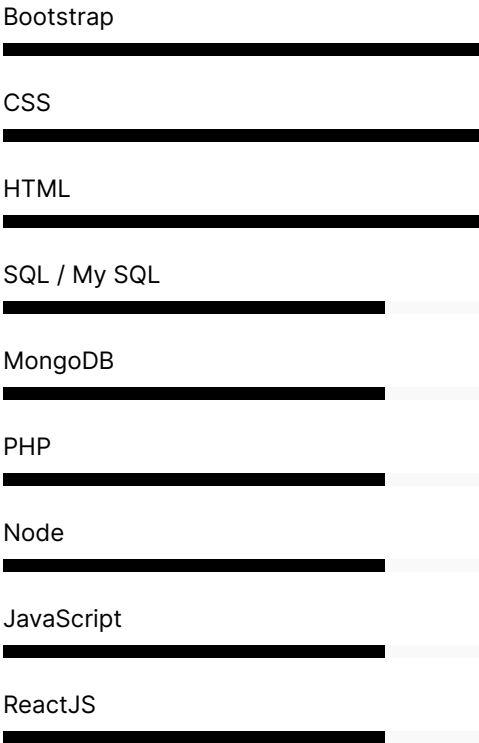 Bootstrap
CSS
HTML
SQL / My SQL
MongoDB
PHP
Node
JavaScript
ReactJS